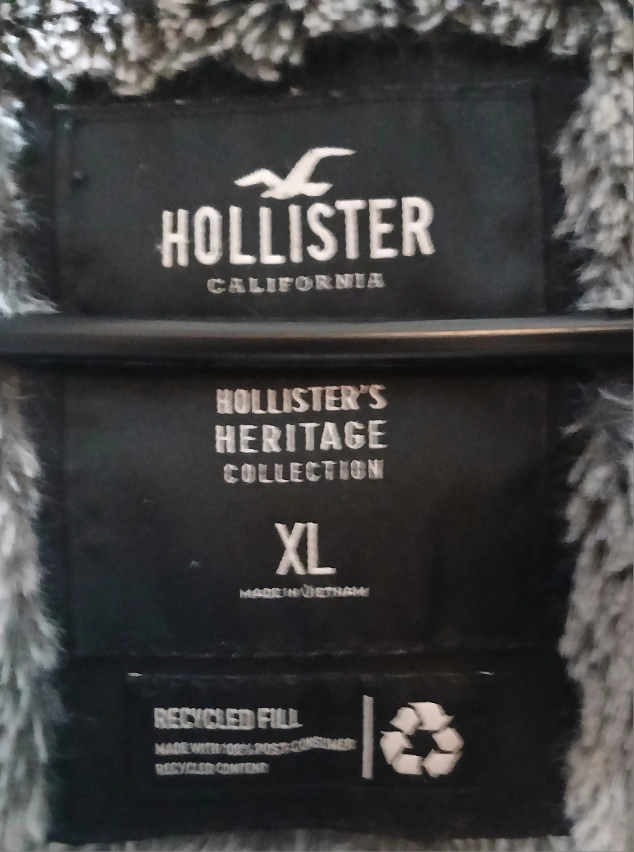 HOLLISTER
CALIFORNIA
HOLLISTER'S
HERITAGE
COLLECTION
XL
MADE IN VIETNAM
RECYCLED FILL
MADE WITH 100% POST-CONSUMER
RECYCLED CONTENT